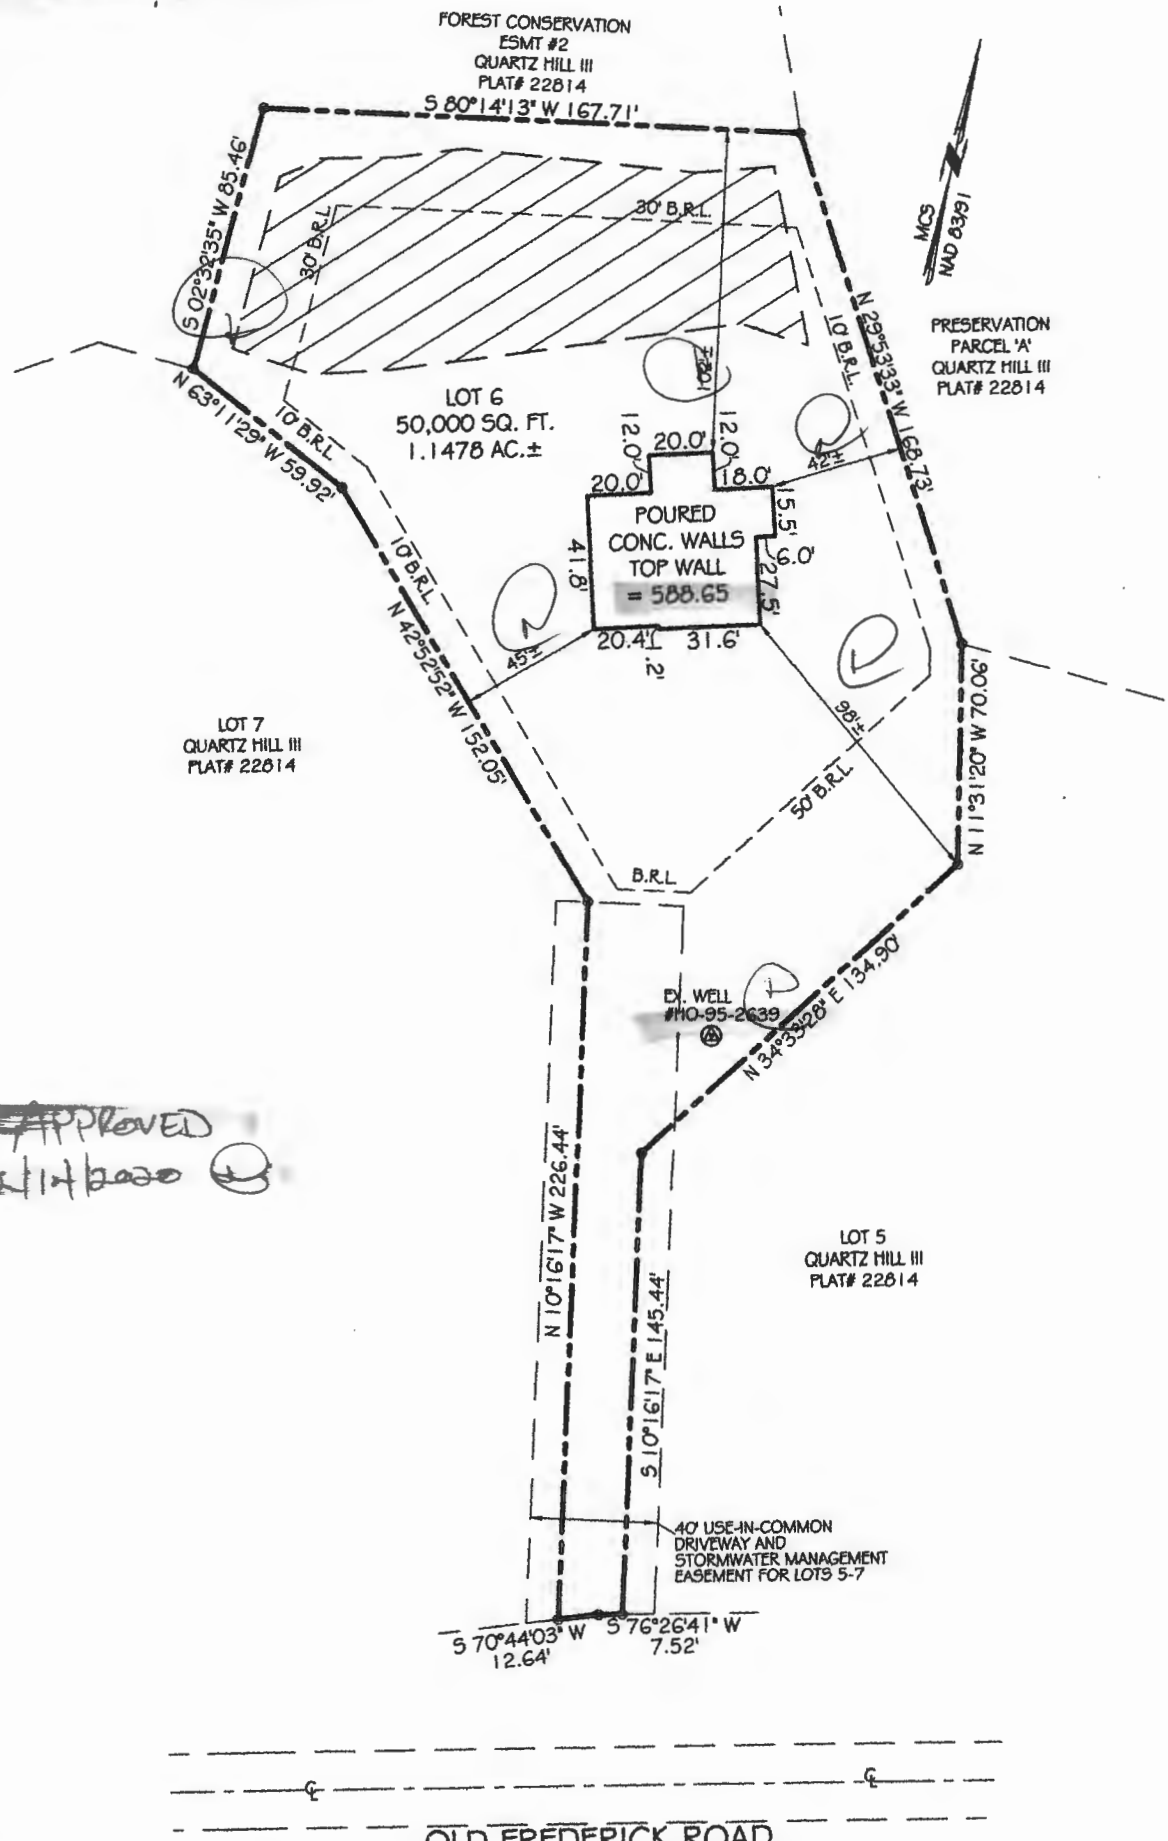 FOREST CONSERVATION
ESMT #2
QUARTZ HILL III
PLAT# 22814
S 80°14'13" W 167.71'
S 02°32'35" W 85.46'
30' B.R.L.
30' B.R.L
MCS
NAD 83/91
N 29°53'33" W 168.73'
10' B.R.L.
PRESERVATION
PARCEL 'A'
QUARTZ HILL III
PLAT# 22814
N 63°11'29" W 59.92'
10' B.R.L
LOT 6
50,000 SQ. FT.
1.1478 AC.±
12.0'
20.0'
12.0'
20.0'
18.0'
42'±
15.5'
6.0'
27.5'
41.8'
POURED
CONC. WALLS
TOP WALL
= 588.65
20.4'
.2'
31.6'
45'±
98'±
10' B.R.L
N 42°52'52" W 152.05'
LOT 7
QUARTZ HILL III
PLAT# 22814
N 11°31'20" W 70.06'
50' B.R.L.
B.R.L
EX. WELL
#HO-95-2639
N 34°33'28" E 134.90'
APPROVED
N 10°16'17" W 226.44'
LOT 5
QUARTZ HILL III
PLAT# 22814
S 10°16'17" E 145.44'
40' USE-IN-COMMON
DRIVEWAY AND
STORMWATER MANAGEMENT
EASEMENT FOR LOTS 5-7
S 70°44'03" W
12.64'
S 76°26'41" W
7.52'
OLD FREDERICK ROAD